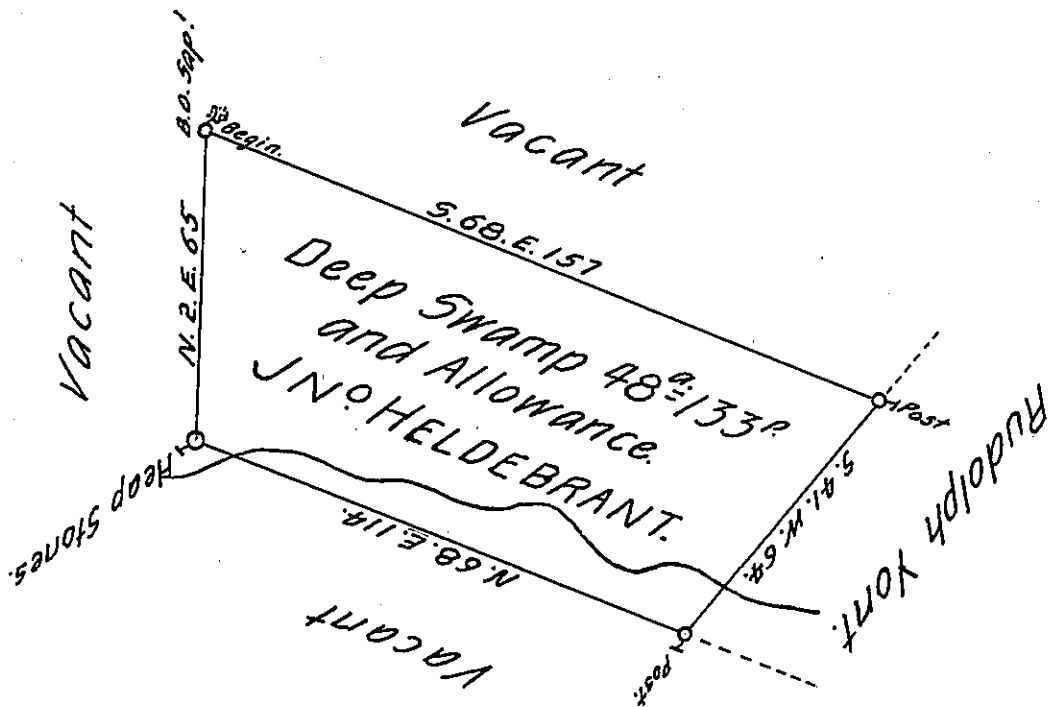 B.O. Sap.
Begin.
Vacant
S. 68. E. 157
Vacant
N. 2. E. 65
Deep Swamp 48ᵃ· 133ᴾ·
and Allowance.
JNº HELDEBRANT.
Post
S. 41. W. 64.
Rudolph Yont.
Heap Stones.
N. 68. E. 114.
Post.
Vacant